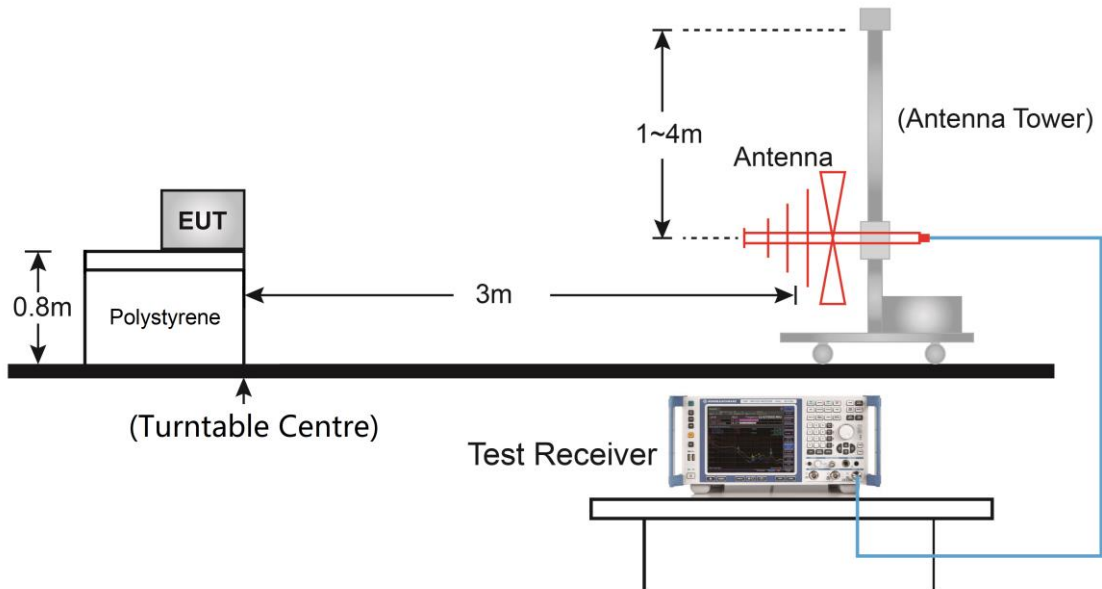 1~4m
(Antenna Tower)
Antenna
EUT
0.8m
Polystyrene
3m
(Turntable Centre)
Test Receiver